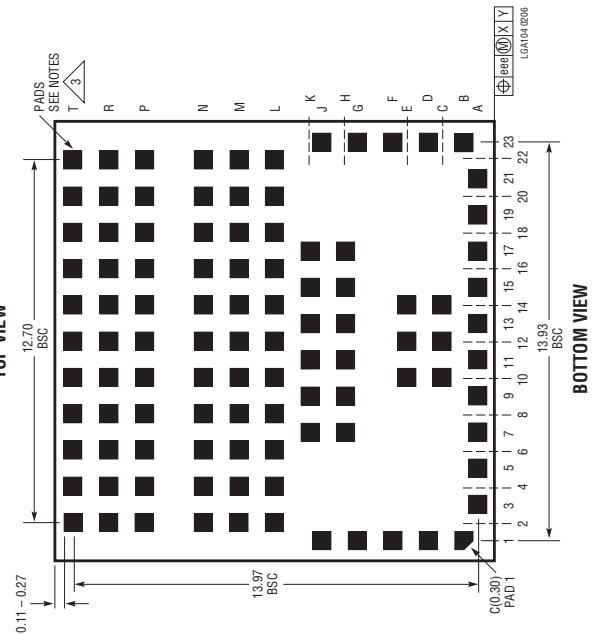 TOP VIEW
12.70
BSC
PADS
SEE NOTES
3
T
R
P
N
M
L
K
J
H
G
F
E
D
C
B
A
0.11 – 0.27
13.97
BSC
C(0.30)
PAD 1
1
2
3
4
5
6
7
8
9
10
11
12
13
14
15
16
17
18
19
20
21
22
23
13.93
BSC
⌖ eee Ⓜ X Y
LGA104 0206
BOTTOM VIEW